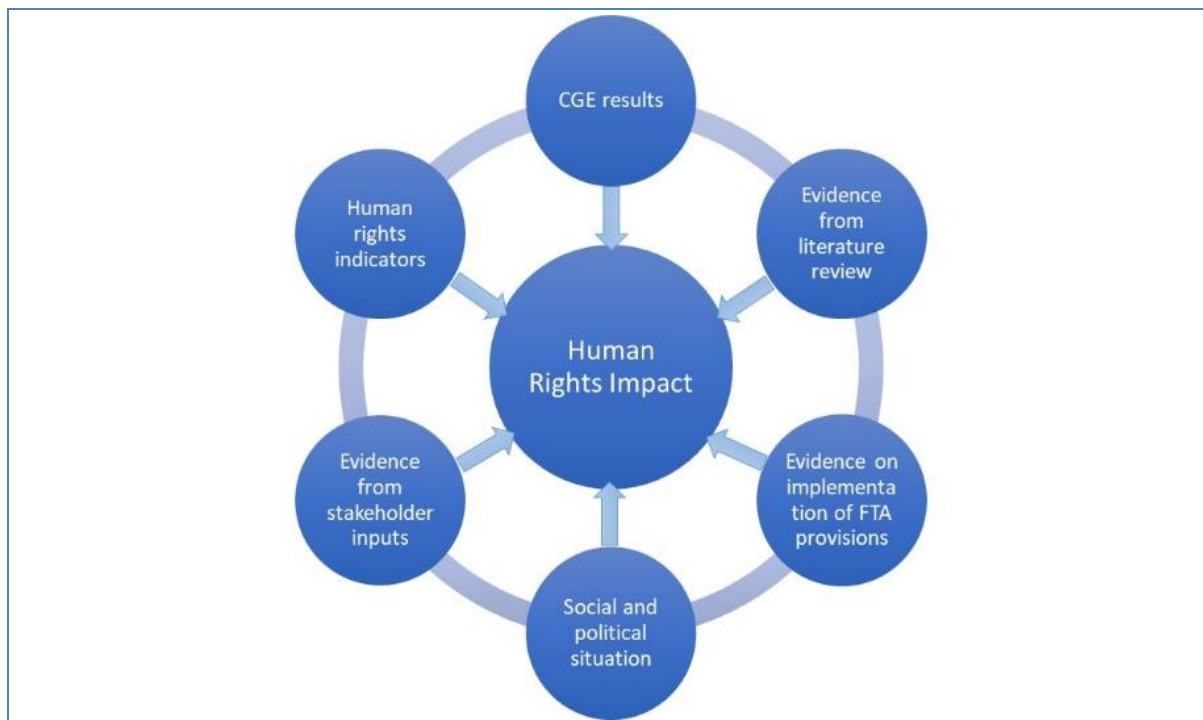 CGE results
Human
rights
indicators
Evidence
from
literature
review
Human
Rights Impact
Evidence
from
stakeholder
inputs
Evidence on
implementa
tion of FTA
provisions
Social and
political
situation